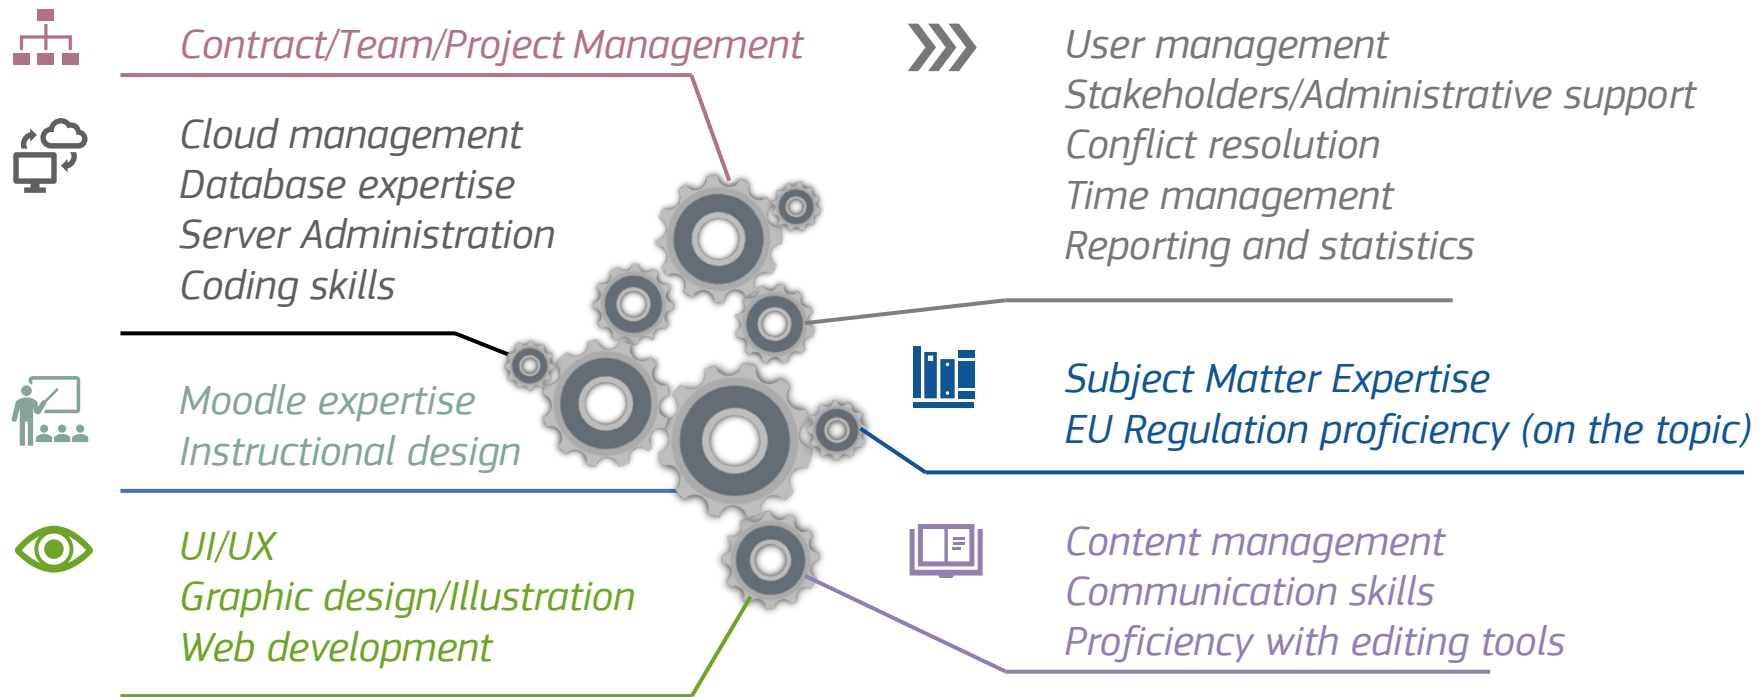 Contract/Team/Project Management
Cloud management
Database expertise
Server Administration
Coding skills
Moodle expertise
Instructional design
UI/UX
Graphic design/Illustration
Web development
User management
Stakeholders/Administrative support
Conflict resolution
Time management
Reporting and statistics
Subject Matter Expertise
EU Regulation proficiency (on the topic)
Content management
Communication skills
Proficiency with editing tools